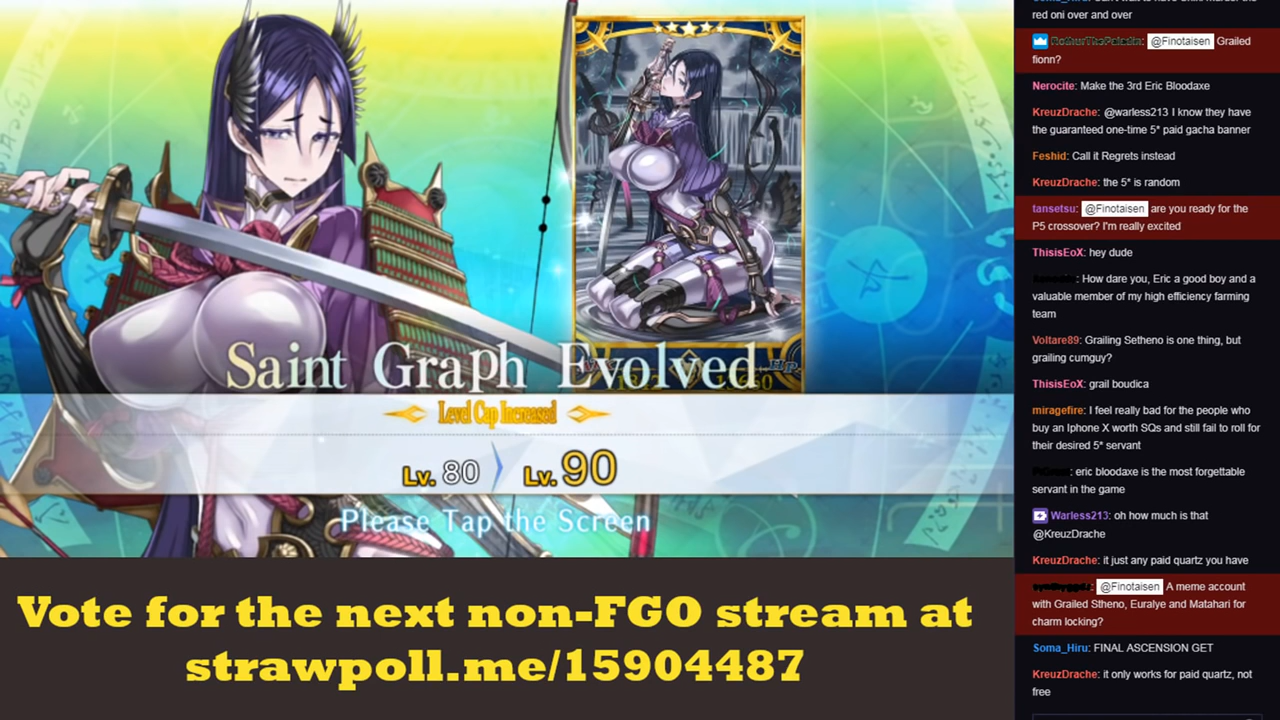 Saint Graph Evolved
Level Cap Increased
Lv. 80 Lv. 90
Please Tap the Screen
Vote for the next non-FGO stream at
strawpoll.me/15904487
red oni over and over
@Finotaisen Grailed
fionn?
Nerocite: Make the 3rd Eric Bloodaxe
KreuzDrache: @warless213 I know they have
the guaranteed one-time 5* paid gacha banner
Feshid: Call it Regrets instead
KreuzDrache: the 5* is random
tansetsu: @Finotaisen are you ready for the
P5 crossover? I'm really excited
ThisisEoX: hey dude
: How dare you, Eric a good boy and a
valuable member of my high efficiency farming
team
Voltare89: Grailing Setheno is one thing, but
grailing cumguy?
ThisisEoX: grail boudica
miragefire: I feel really bad for the people who
buy an Iphone X worth SQs and still fail to roll for
their desired 5* servant
: eric bloodaxe is the most forgettable
servant in the game
Warless213: oh how much is that
@KreuzDrache
KreuzDrache: it just any paid quartz you have
: @Finotaisen A meme account
with Grailed Stheno, Euralye and Matahari for
charm locking?
Soma_Hiru: FINAL ASCENSION GET
KreuzDrache: it only works for paid quartz, not
free